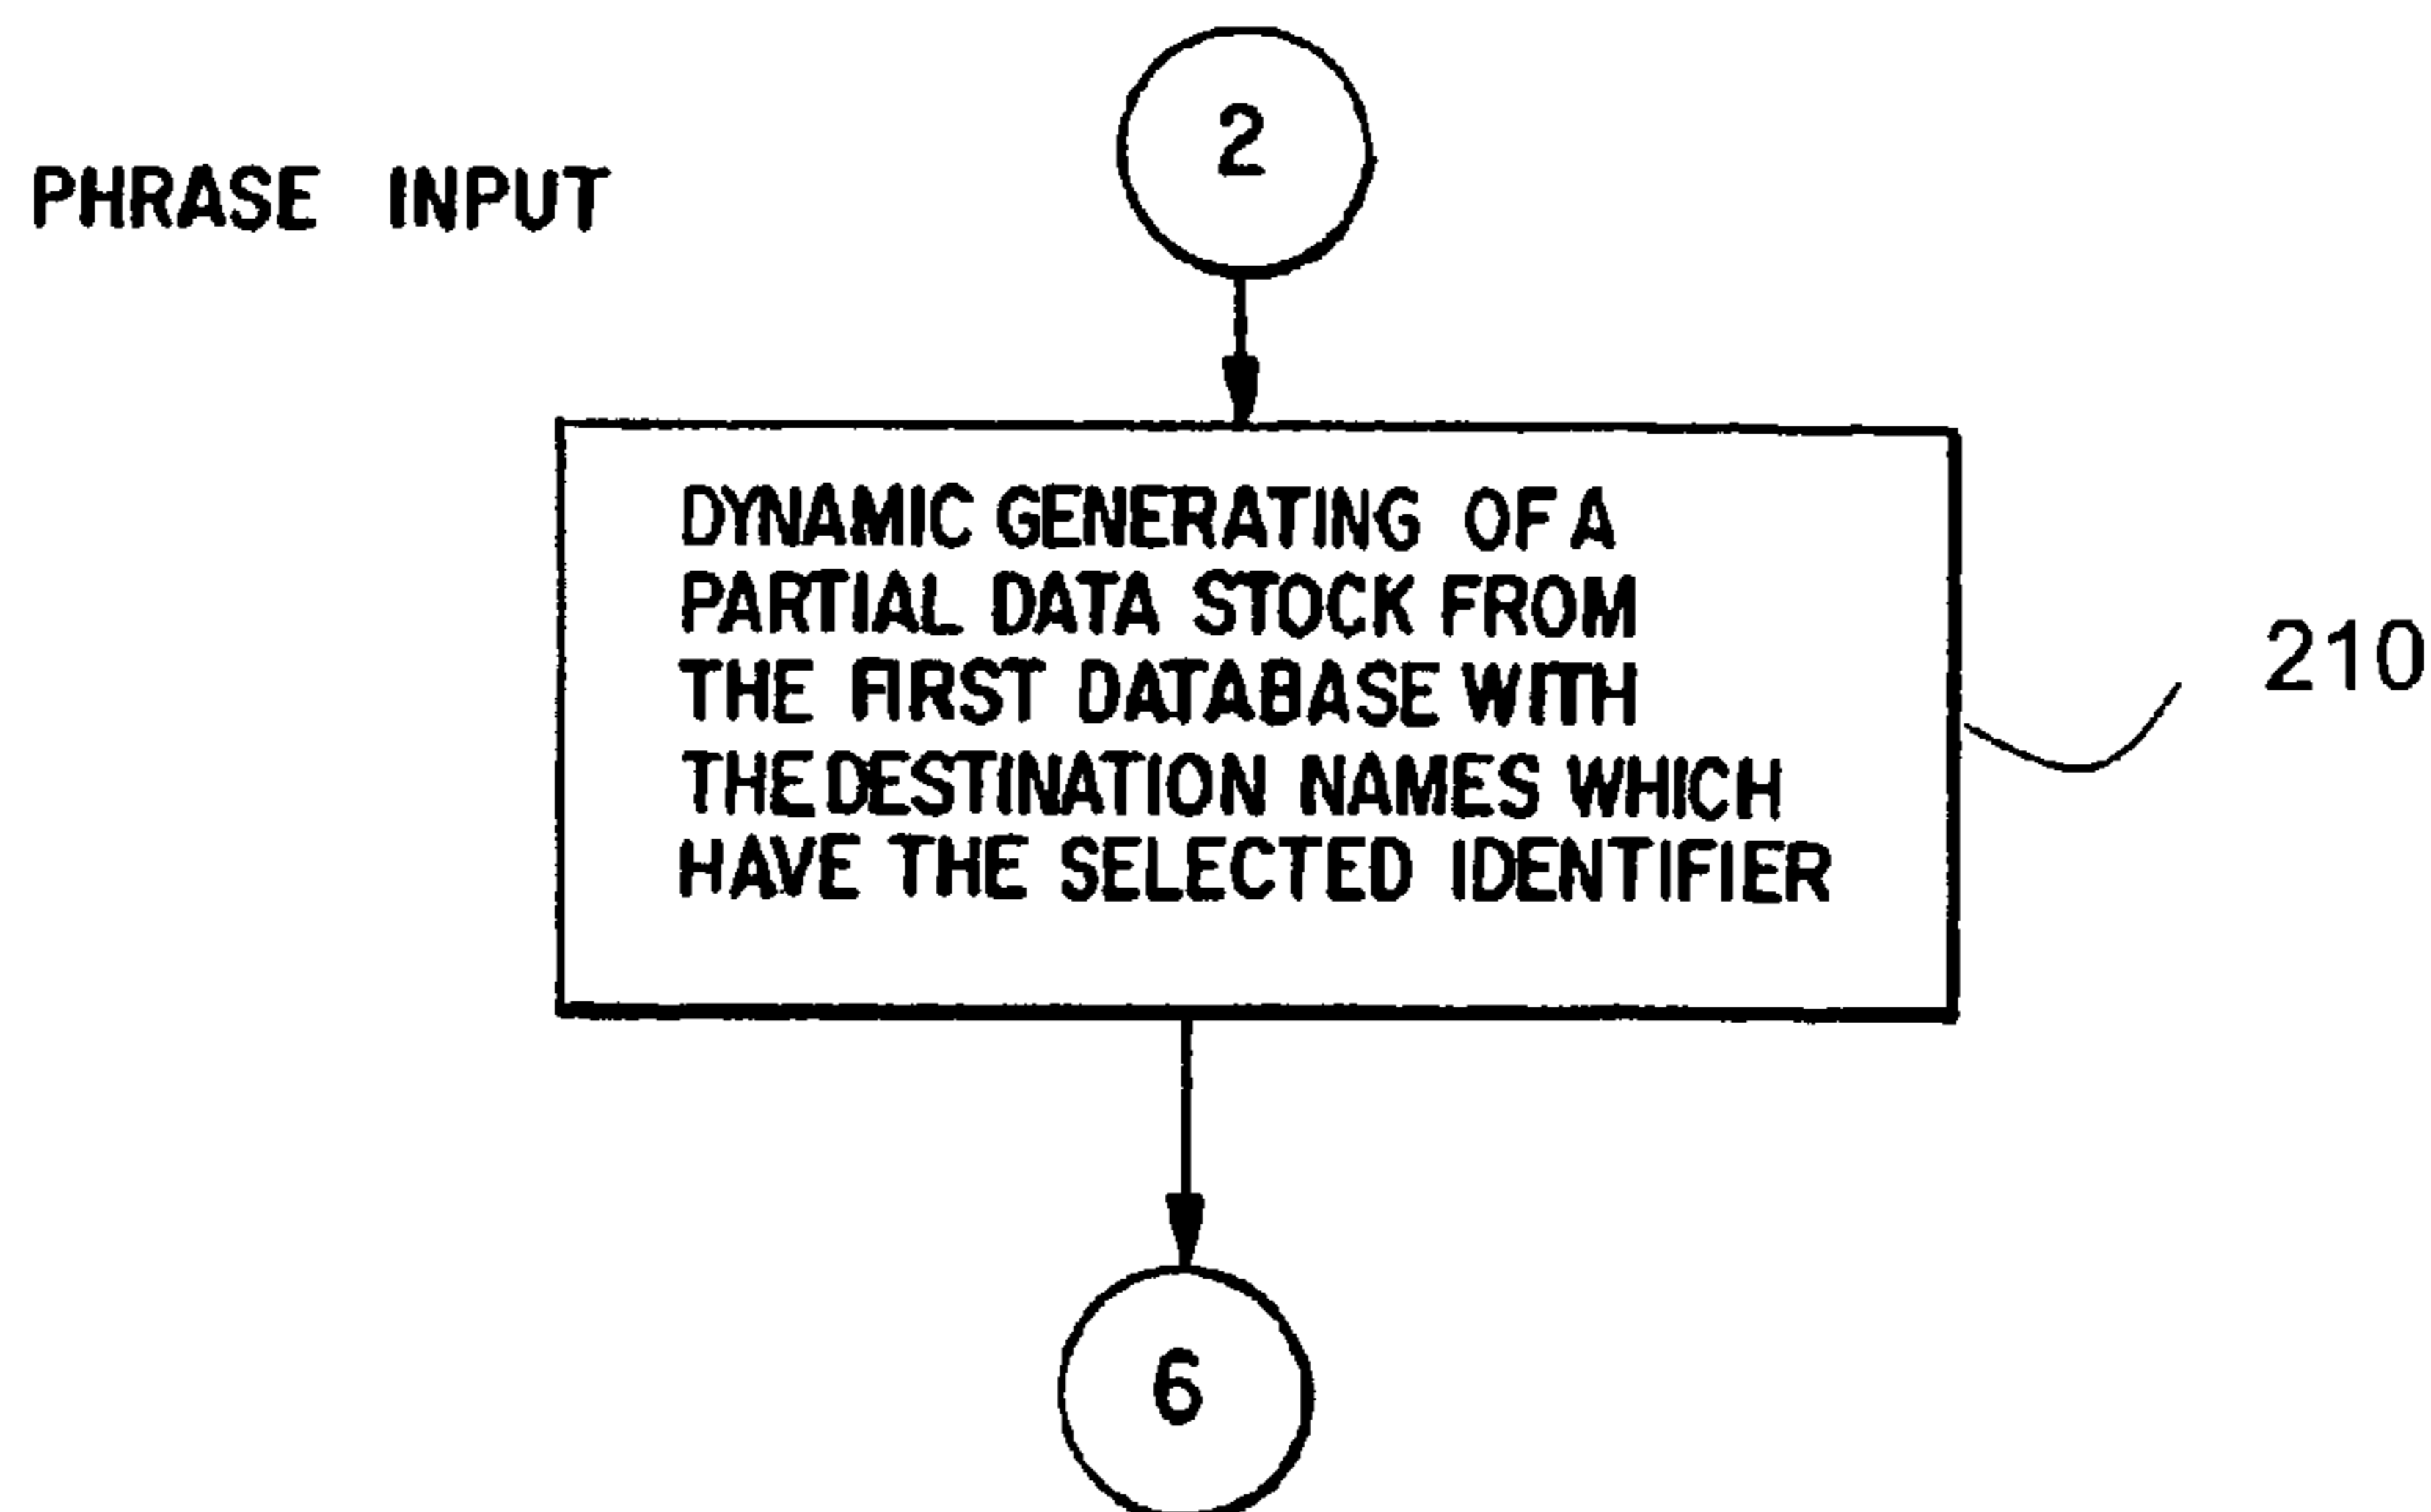 2
PHRASE INPUT
DYNAMIC GENERATING OF A
PARTIAL DATA STOCK FROM
THE FIRST DATABASE WITH
THE DESTINATION NAMES WHICH
HAVE THE SELECTED IDENTIFIER
210
6